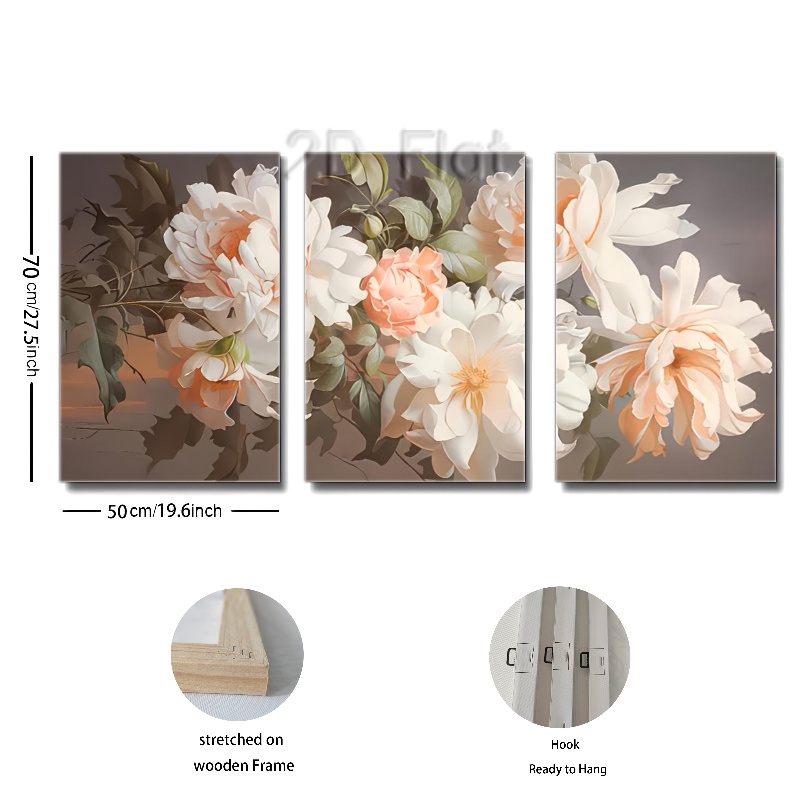 2D Flat
70 cm/27.5inch
50 cm/19.6inch
stretched on
wooden Frame
Hook
Ready to Hang